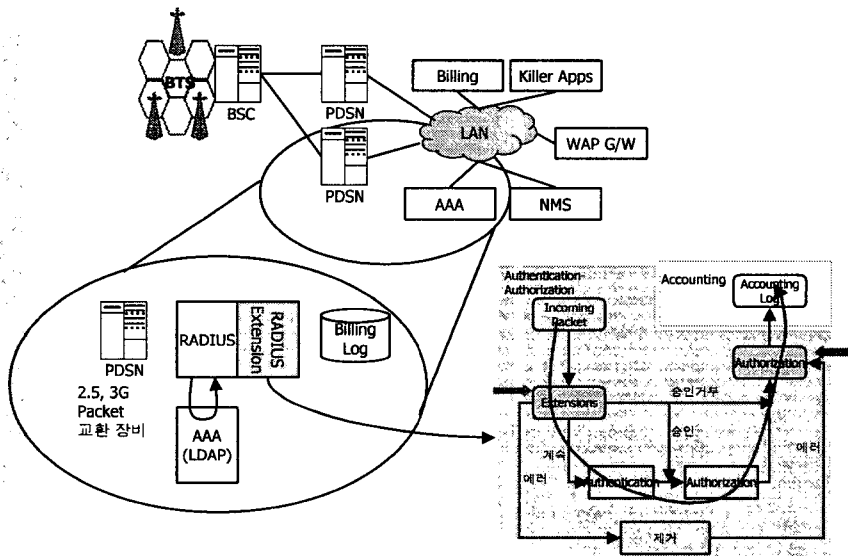 BTS
BSC
PDSN
PDSN
Billing
Killer Apps
LAN
WAP G/W
AAA
NMS
PDSN
2.5, 3G
Packet
교환 장비
RADIUS
RADIUS
Extension
AAA
(LDAP)
Billing
Log
Authentication-
Authorization
Incoming
Packet
Accounting
Accounting
Log
Authorization
Extensions
승인거부
승인
계속
에러
에러
Authentication
Authorization
제거